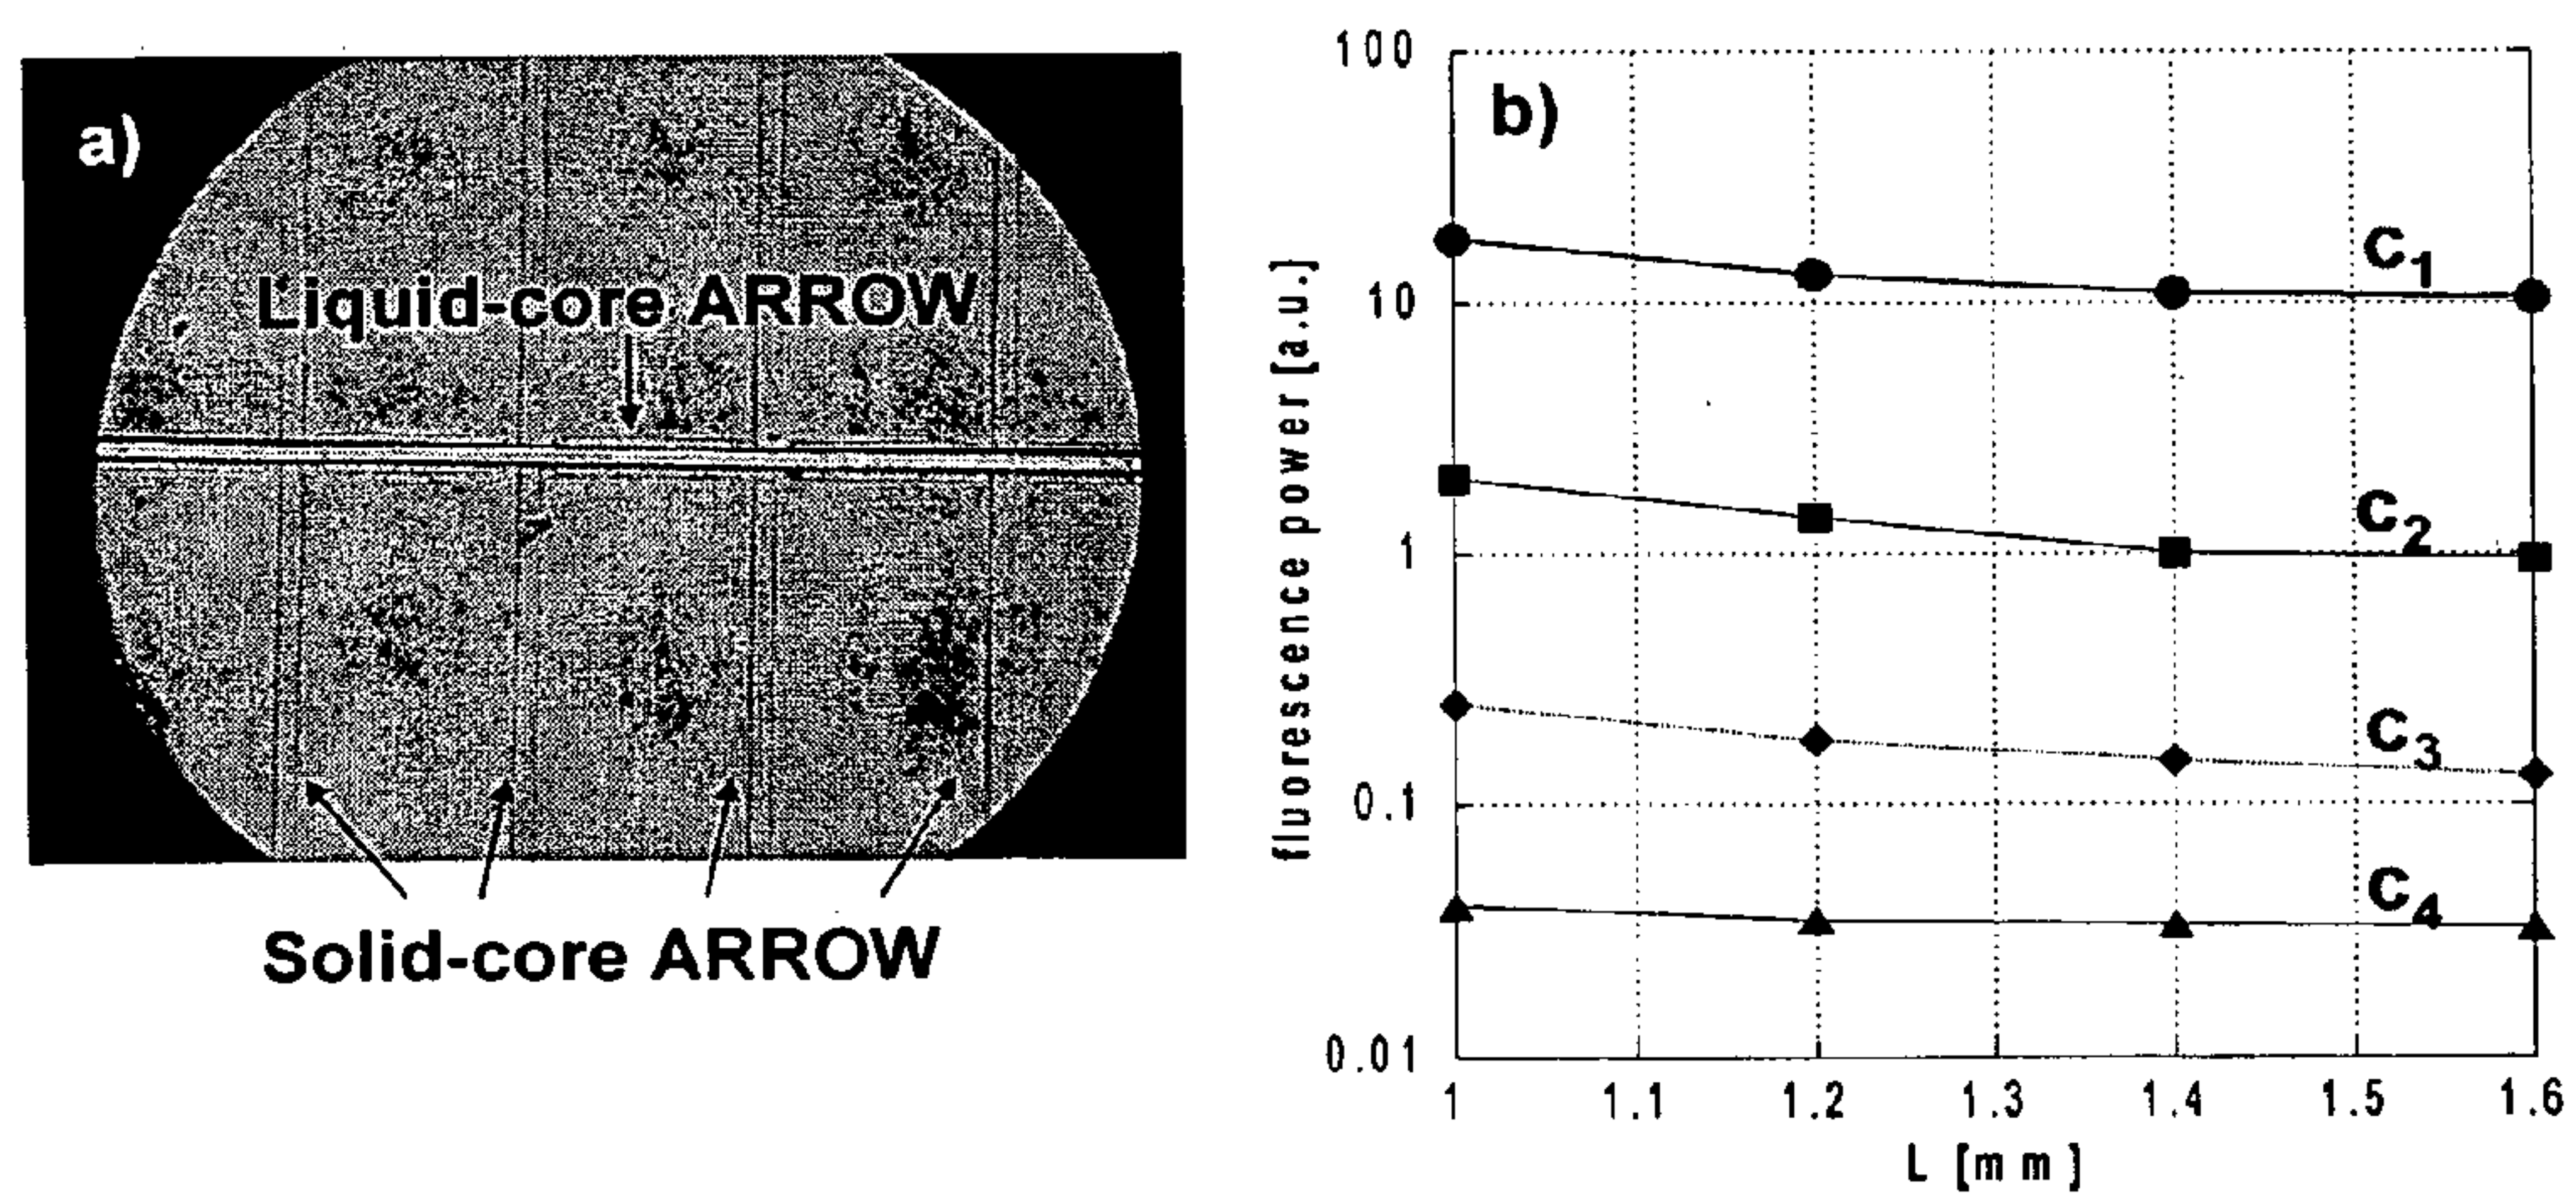 a)
Liquid-core ARROW
Solid-core ARROW
b)
fluorescence power [a.u.]
100
10
1
0.1
0.01
C1
C2
C3
C4
1 1.1 1.2 1.3 1.4 1.5 1.6
L [mm]